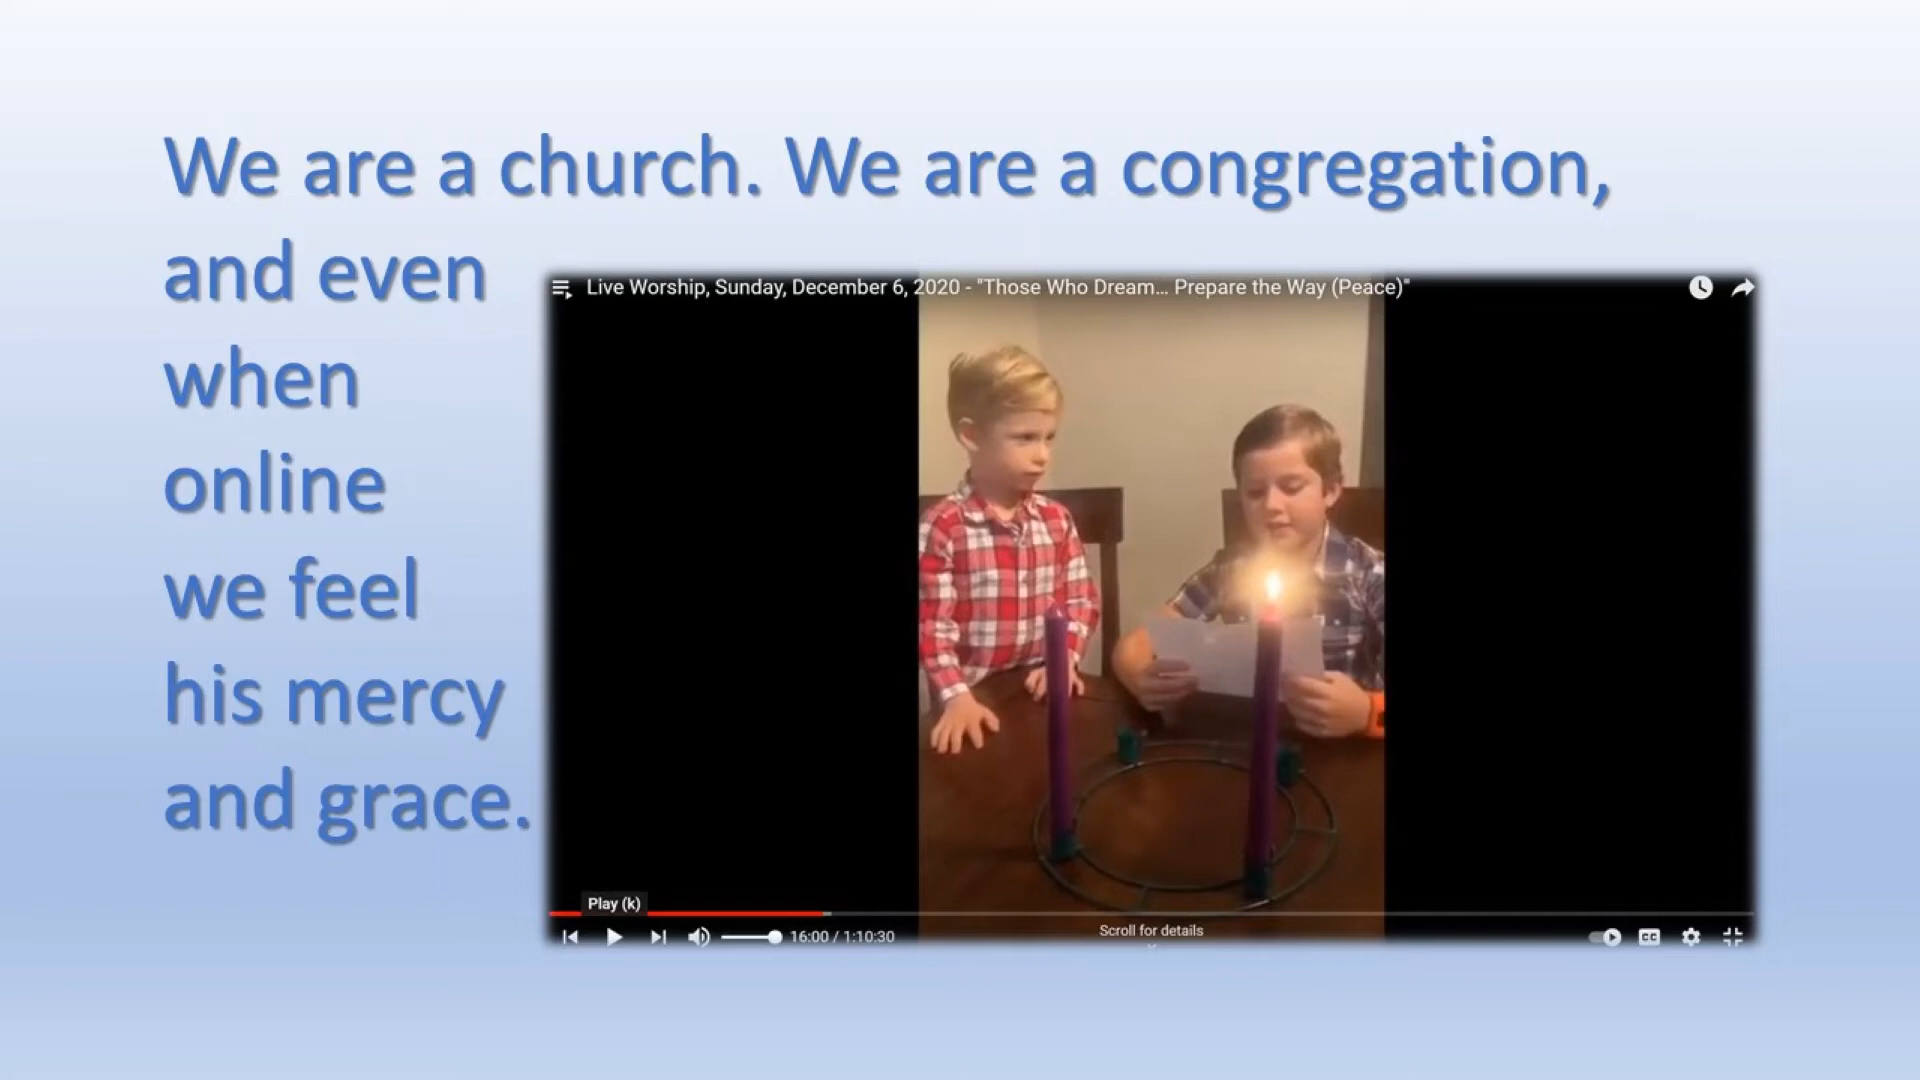 We are a church. We are a congregation,
and even
when
online
we feel
his mercy
and grace.
Live Worship, Sunday, December 6, 2020 - "Those Who Dream... Prepare the Way (Peace)"
Play (k)
16:00 / 1:10:30
Scroll for details
CC